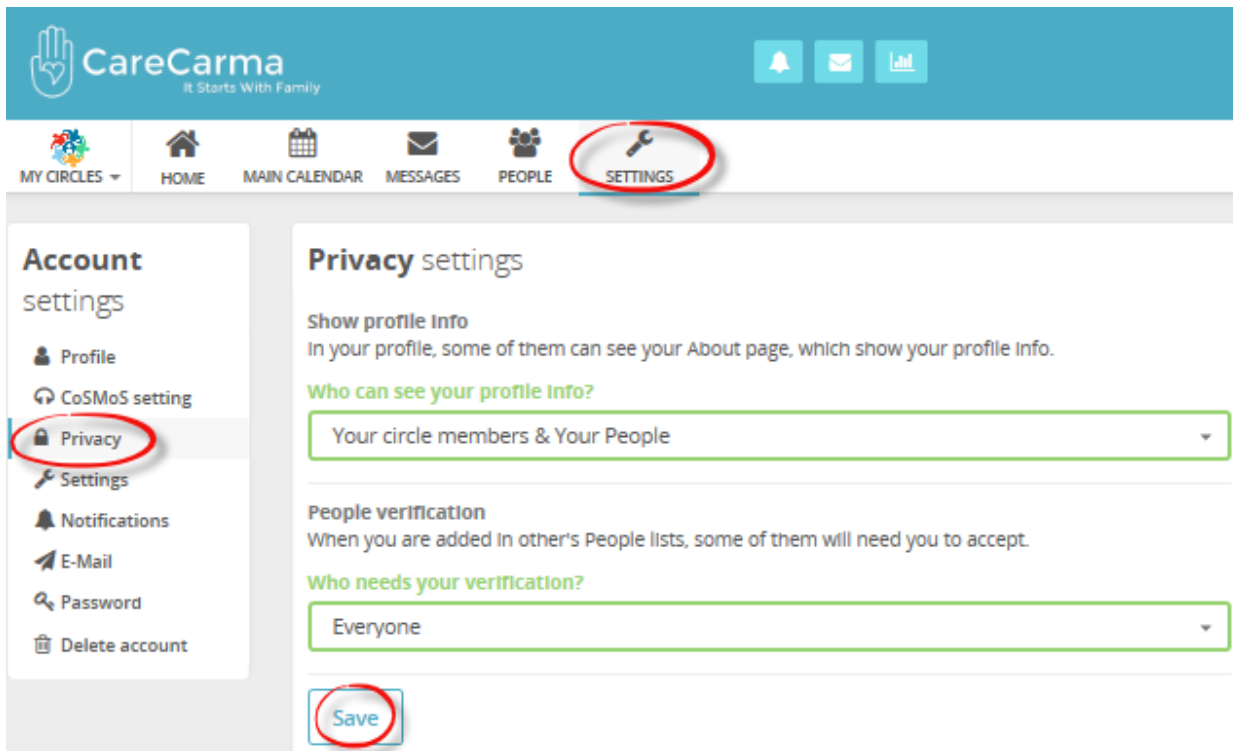 CareCarma
It Starts With Family
MY CIRCLES
HOME
MAIN CALENDAR
MESSAGES
PEOPLE
SETTINGS
Account
settings
Profile
CoSMoS setting
Privacy
Settings
Notifications
E-Mail
Password
Delete account
Privacy settings
Show profile info
In your profile, some of them can see your About page, which show your profile info.
Who can see your profile info?
Your circle members & Your People
People verification
When you are added in other's People lists, some of them will need you to accept.
Who needs your verification?
Everyone
Save